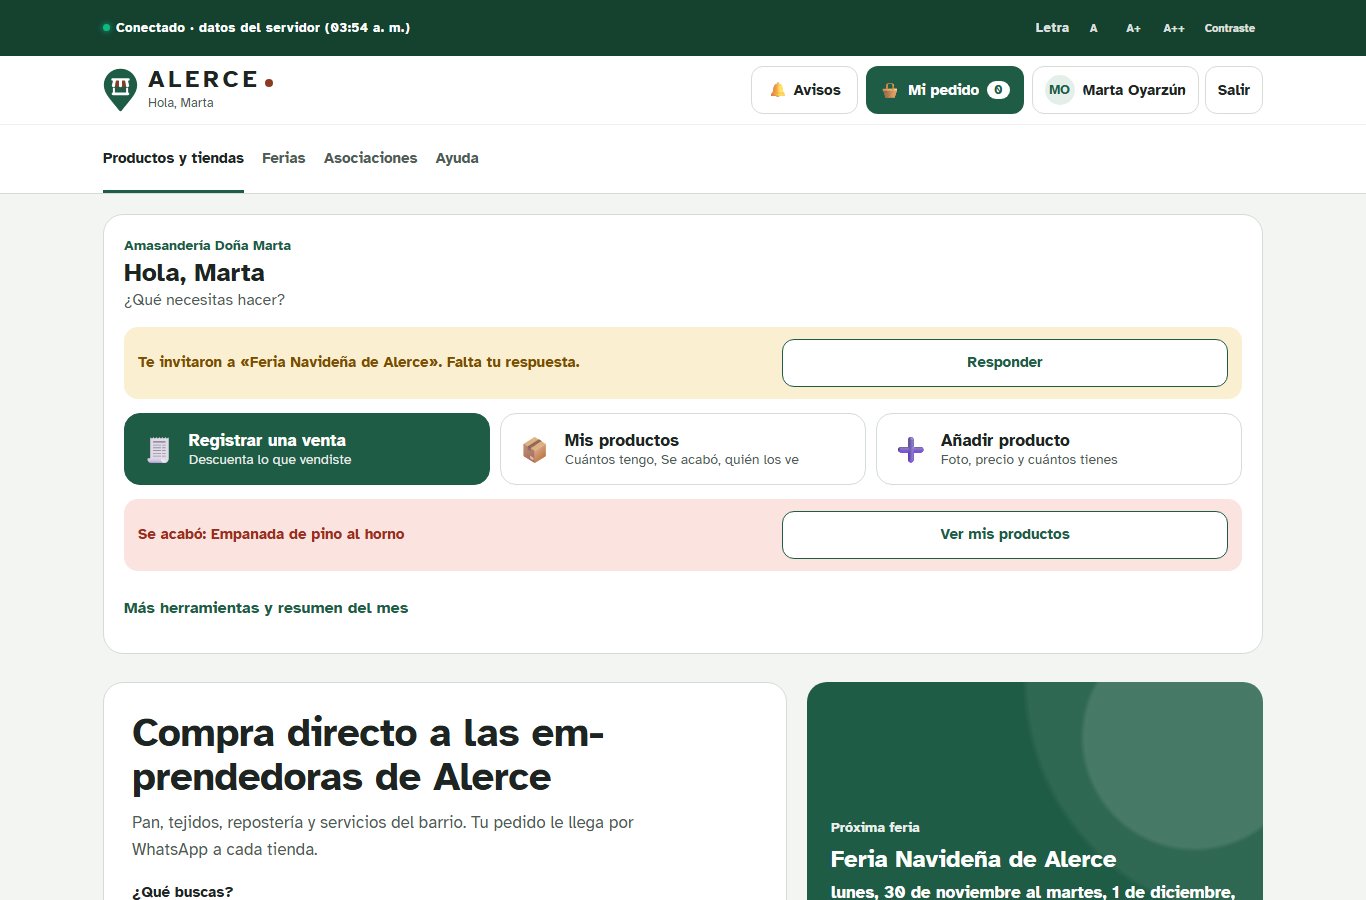 Conectado · datos del servidor (03:54 a. m.)
Letra A A+ A++ Contraste
ALERCE
Hola, Marta
Avisos
Mi pedido 0
MO Marta Oyarzún
Salir
Productos y tiendas Ferias Asociaciones Ayuda
Amasandería Doña Marta
Hola, Marta
¿Qué necesitas hacer?
Te invitaron a «Feria Navideña de Alerce». Falta tu respuesta.
Responder
Registrar una venta
Descuenta lo que vendiste
Mis productos
Cuántos tengo, Se acabó, quién los ve
Añadir producto
Foto, precio y cuántos tienes
Se acabó: Empanada de pino al horno
Ver mis productos
Más herramientas y resumen del mes
Compra directo a las em-
prendedoras de Alerce
Pan, tejidos, repostería y servicios del barrio. Tu pedido le llega por
WhatsApp a cada tienda.
¿Qué buscas?
Próxima feria
Feria Navideña de Alerce
lunes, 30 de noviembre al martes, 1 de diciembre,